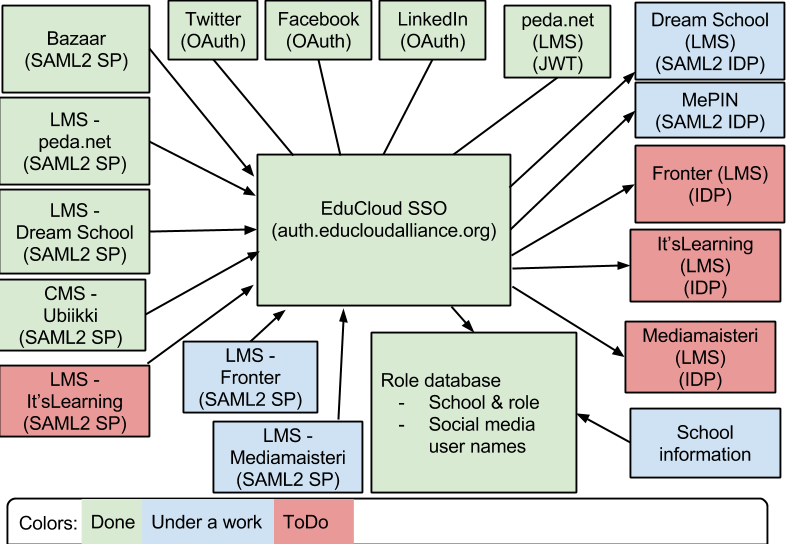 Bazaar
(SAML2 SP)
Twitter
(OAuth)
Facebook
(OAuth)
LinkedIn
(OAuth)
peda.net
(LMS)
(JWT)
Dream School
(LMS)
(SAML2 IDP)
MePIN
(SAML2 IDP)
LMS -
peda.net
(SAML2 SP)
Fronter (LMS)
(IDP)
EduCloud SSO
(auth.educloudalliance.org)
LMS -
Dream School
(SAML2 SP)
It'sLearning
(LMS)
(IDP)
CMS -
Ubiikki
(SAML2 SP)
Mediamaisteri
(LMS)
(IDP)
LMS -
It'sLearning
(SAML2 SP)
LMS -
Fronter
(SAML2 SP)
LMS -
Mediamaisteri
(SAML2 SP)
Role database
- School & role
- Social media
user names
School
information
Colors: Done Under a work ToDo